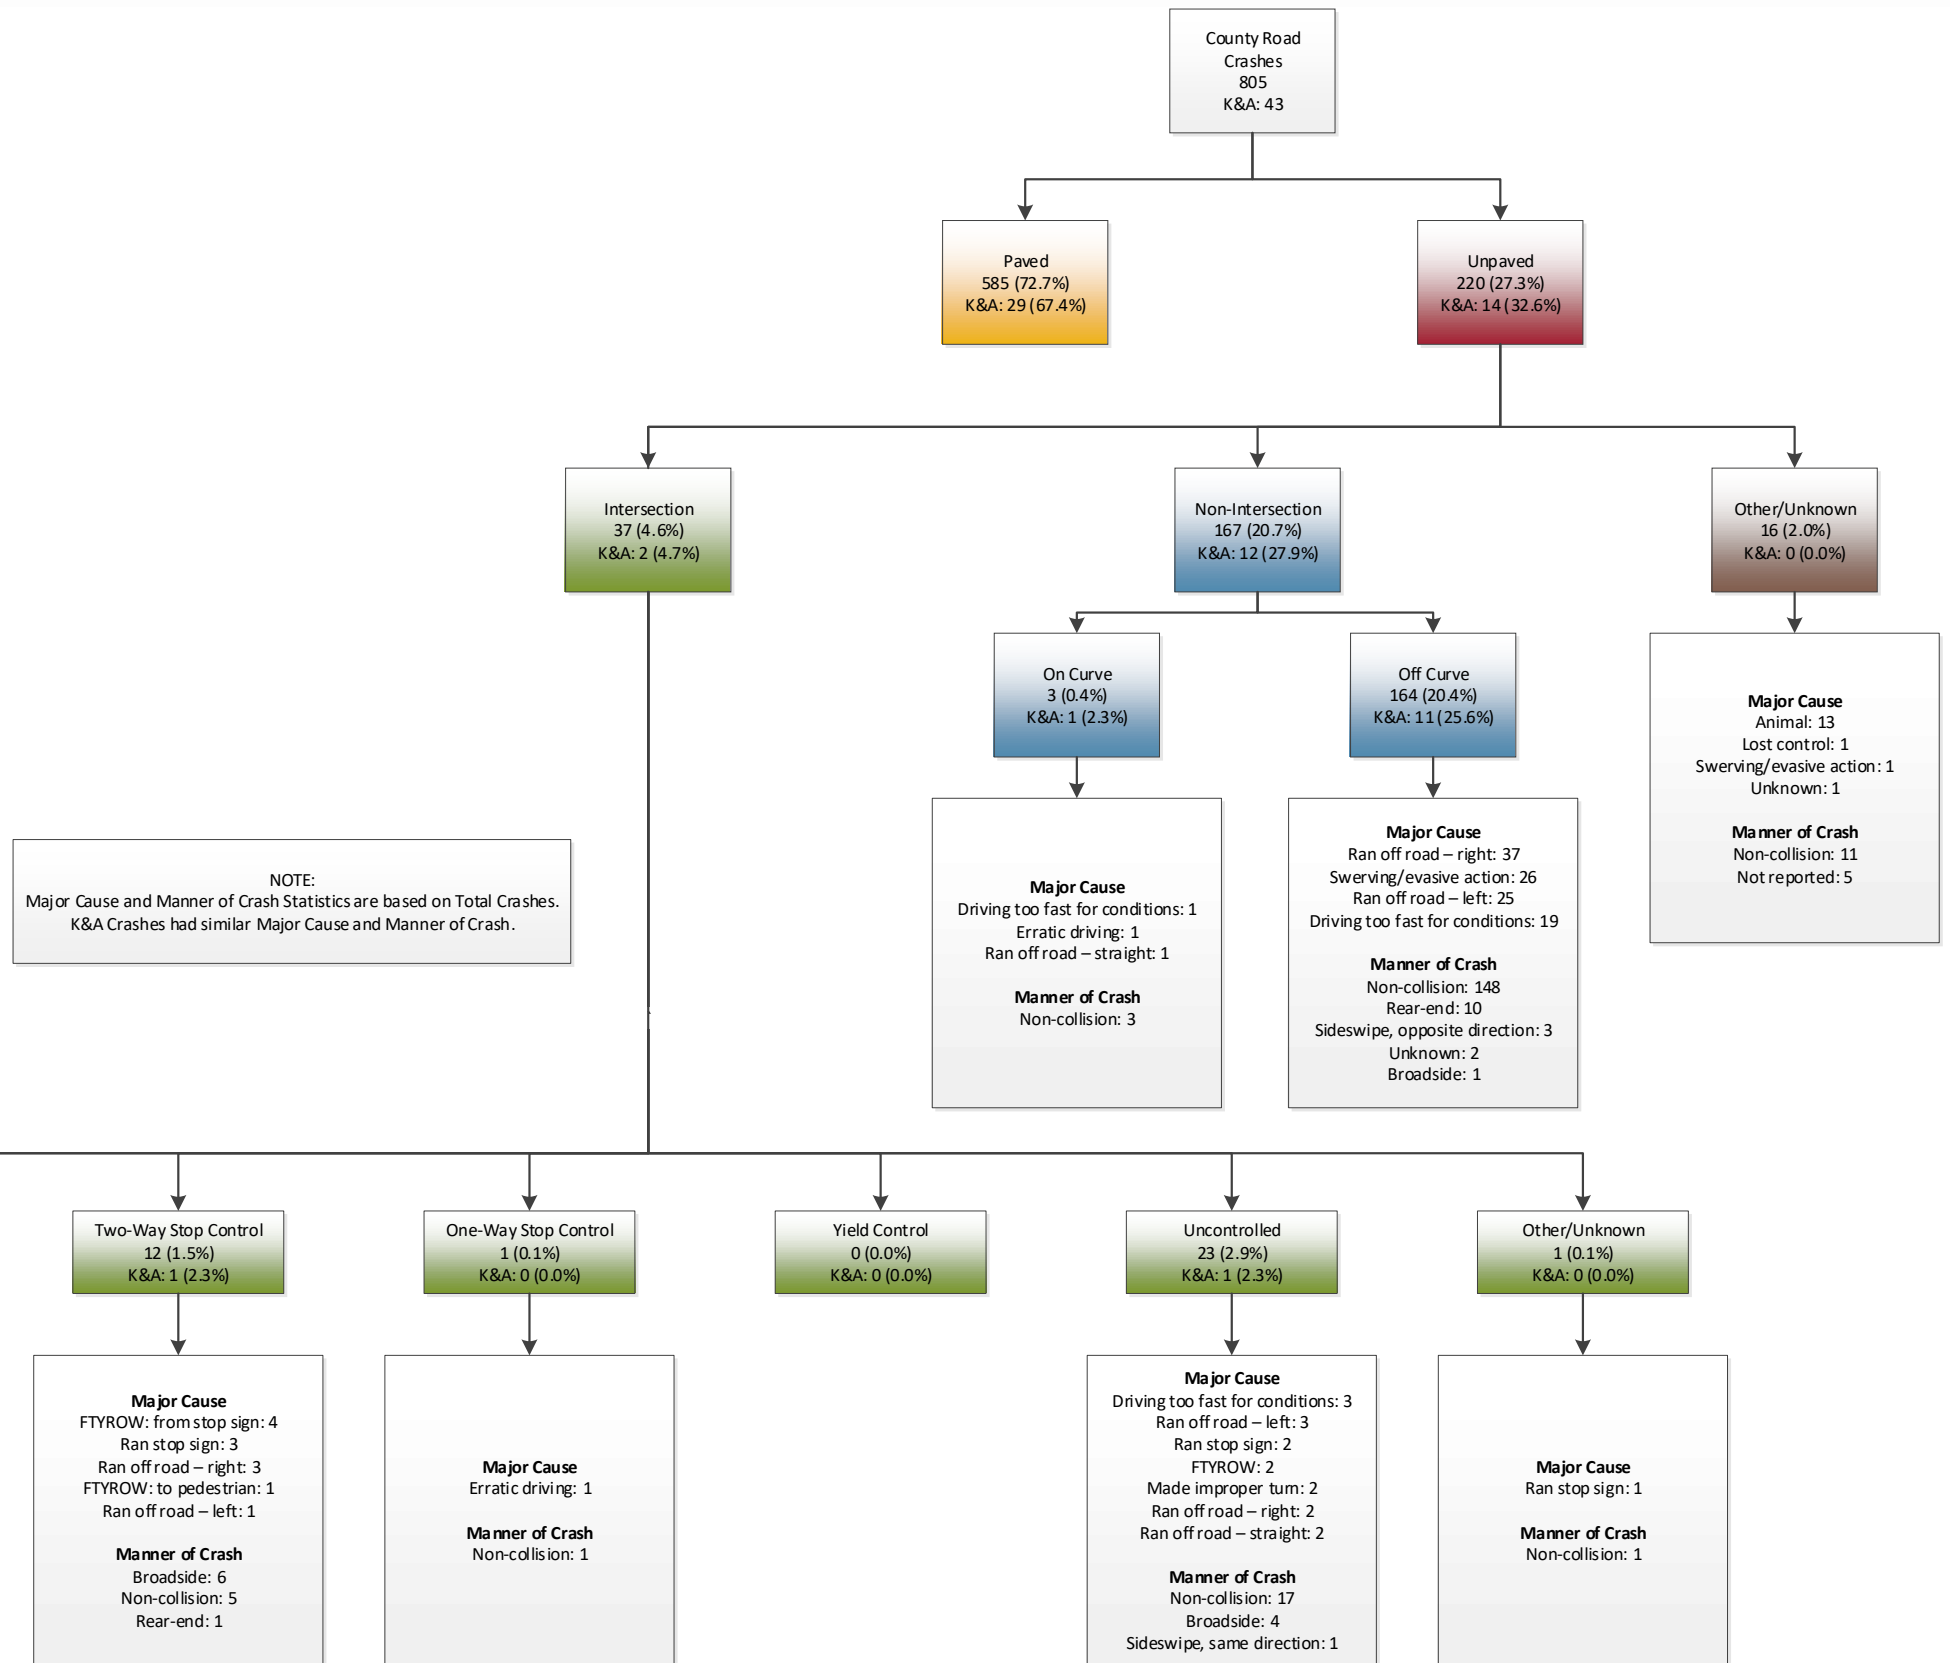 County Road
Crashes
805
K&A: 43
Paved
585 (72.7%)
K&A: 29 (67.4%)
Unpaved
220 (27.3%)
K&A: 14 (32.6%)
Intersection
37 (4.6%)
K&A: 2 (4.7%)
Non-Intersection
167 (20.7%)
K&A: 12 (27.9%)
Other/Unknown
16 (2.0%)
K&A: 0 (0.0%)
On Curve
3 (0.4%)
K&A: 1 (2.3%)
Off Curve
164 (20.4%)
K&A: 11 (25.6%)
Major Cause
Animal: 13
Lost control: 1
Swerving/evasive action: 1
Unknown: 1
Manner of Crash
Non-collision: 11
Not reported: 5
NOTE:
Major Cause and Manner of Crash Statistics are based on Total Crashes.
K&A Crashes had similar Major Cause and Manner of Crash.
Major Cause
Driving too fast for conditions: 1
Erratic driving: 1
Ran off road – straight: 1
Manner of Crash
Non-collision: 3
Major Cause
Ran off road – right: 37
Swerving/evasive action: 26
Ran off road – left: 25
Driving too fast for conditions: 19
Manner of Crash
Non-collision: 148
Rear-end: 10
Sideswipe, opposite direction: 3
Unknown: 2
Broadside: 1
Two-Way Stop Control
12 (1.5%)
K&A: 1 (2.3%)
One-Way Stop Control
1 (0.1%)
K&A: 0 (0.0%)
Yield Control
0 (0.0%)
K&A: 0 (0.0%)
Uncontrolled
23 (2.9%)
K&A: 1 (2.3%)
Other/Unknown
1 (0.1%)
K&A: 0 (0.0%)
Major Cause
FTYROW: from stop sign: 4
Ran stop sign: 3
Ran off road – right: 3
FTYROW: to pedestrian: 1
Ran off road – left: 1
Manner of Crash
Broadside: 6
Non-collision: 5
Rear-end: 1
Major Cause
Erratic driving: 1
Manner of Crash
Non-collision: 1
Major Cause
Driving too fast for conditions: 3
Ran off road – left: 3
Ran stop sign: 2
FTYROW: 2
Made improper turn: 2
Ran off road – right: 2
Ran off road – straight: 2
Manner of Crash
Non-collision: 17
Broadside: 4
Sideswipe, same direction: 1
Major Cause
Ran stop sign: 1
Manner of Crash
Non-collision: 1